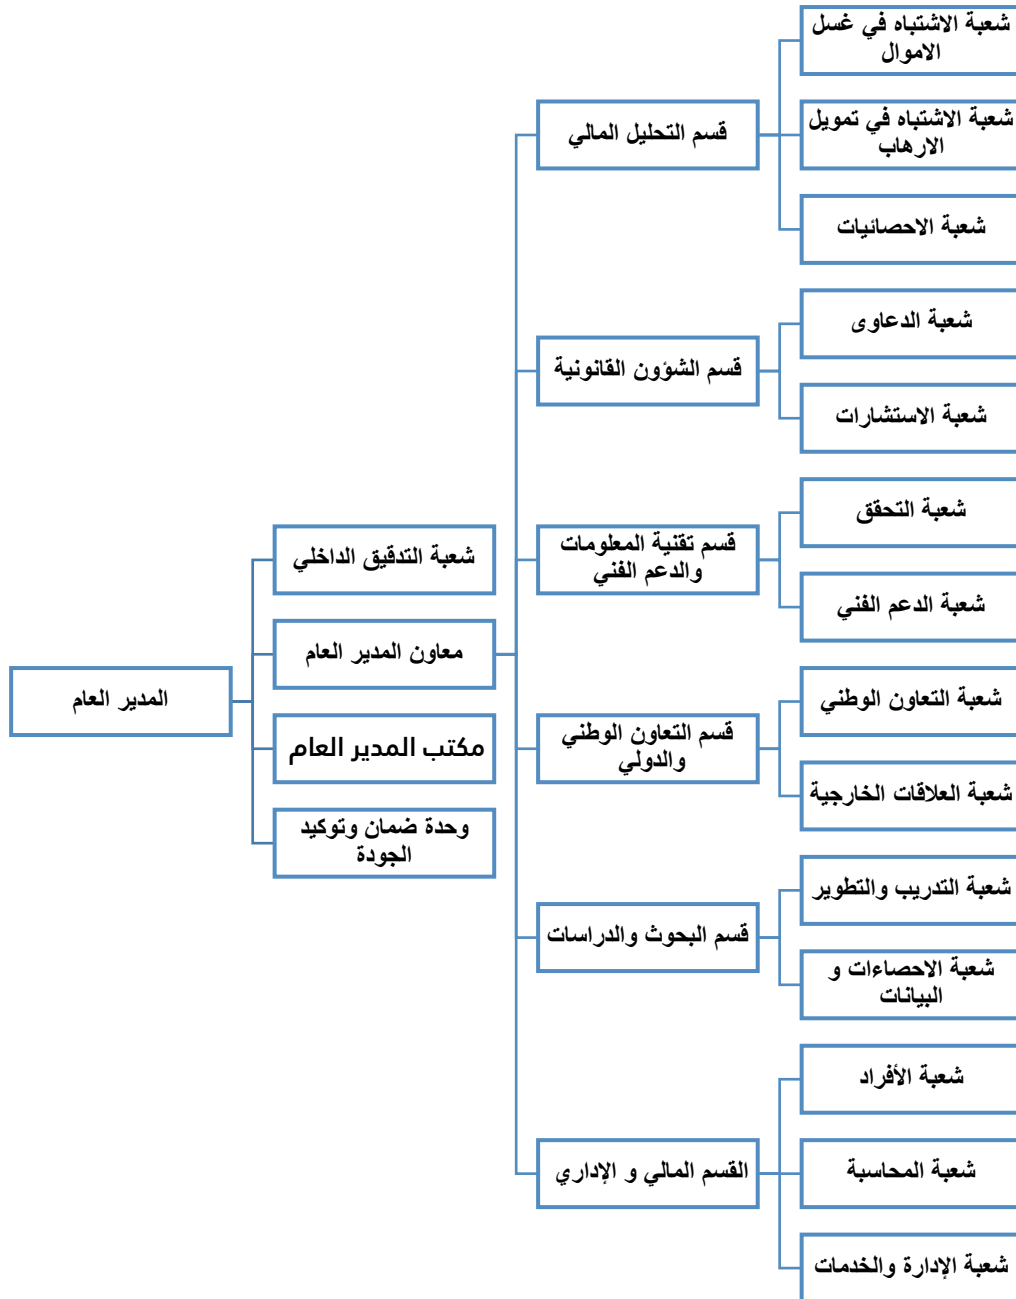 المدير العام
شعبة التدقيق الداخلي
معاون المدير العام
مكتب المدير العام
وحدة ضمان وتوكيد
الجودة
قسم التحليل المالي
شعبة الاشتباه في غسل
الاموال
شعبة الاشتباه في تمويل
الارهاب
شعبة الاحصائيات
قسم الشؤون القانونية
شعبة الدعاوى
شعبة الاستشارات
قسم تقنية المعلومات
والدعم الفني
شعبة التحقق
شعبة الدعم الفني
قسم التعاون الوطني
والدولي
شعبة التعاون الوطني
شعبة العلاقات الخارجية
قسم البحوث والدراسات
شعبة التدريب والتطوير
شعبة الاحصاءات و
البيانات
القسم المالي و الإداري
شعبة الأفراد
شعبة المحاسبة
شعبة الإدارة والخدمات